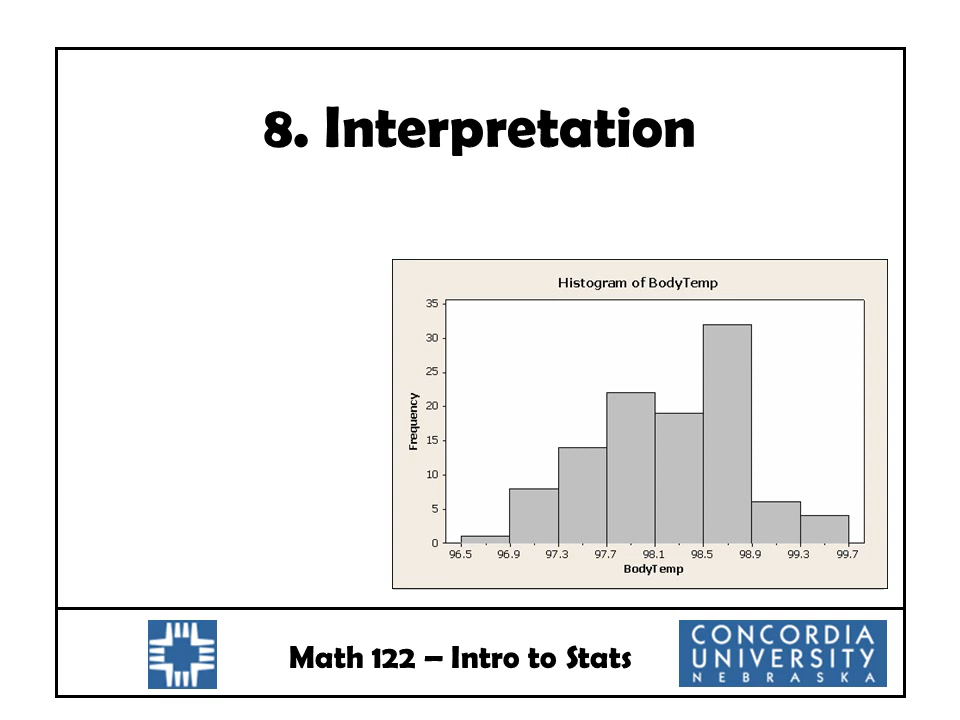 8. Interpretation
Histogram of BodyTemp
35
30
25
20
15
10
5
0
Frequency
96.5 96.9 97.3 97.7 98.1 98.5 98.9 99.3 99.7
BodyTemp
Math 122 – Intro to Stats
CONCORDIA
UNIVERSITY
NEBRASKA